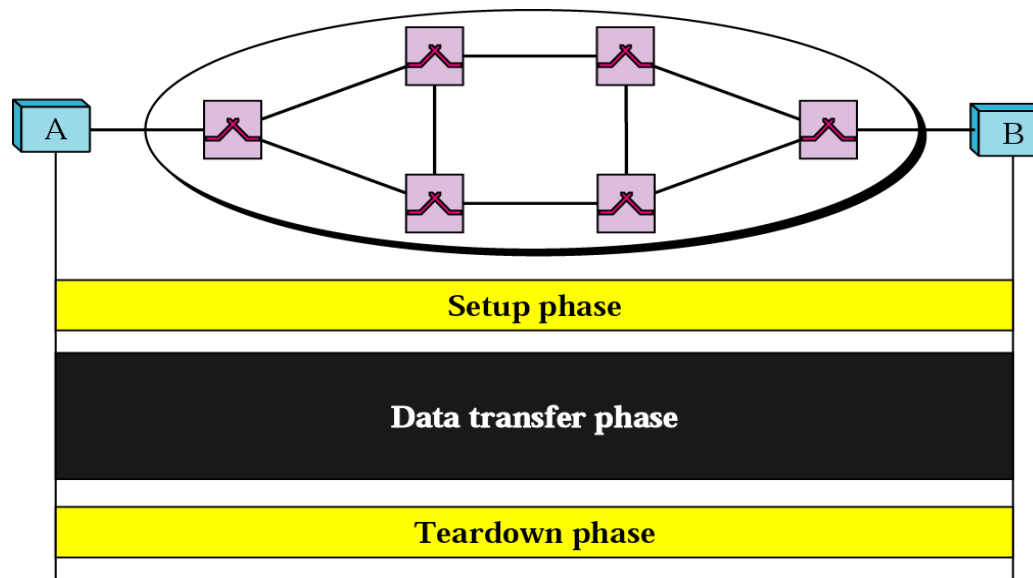 A
B
Setup phase
Data transfer phase
Teardown phase